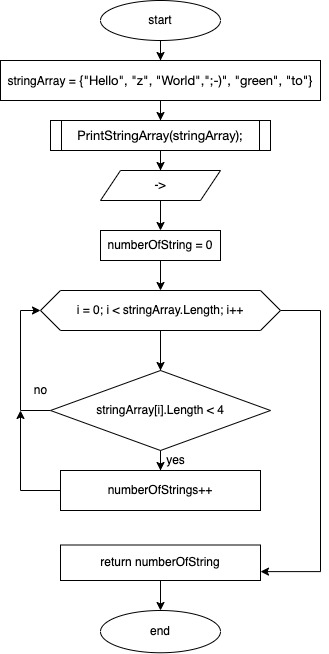 start
stringArray = {"Hello", "z", "World",";-)", "green", "to"}
PrintStringArray(stringArray);
->
numberOfString = 0
i = 0; i < stringArray.Length; i++
no
stringArray[i].Length < 4
yes
numberOfStrings++
return numberOfString
end